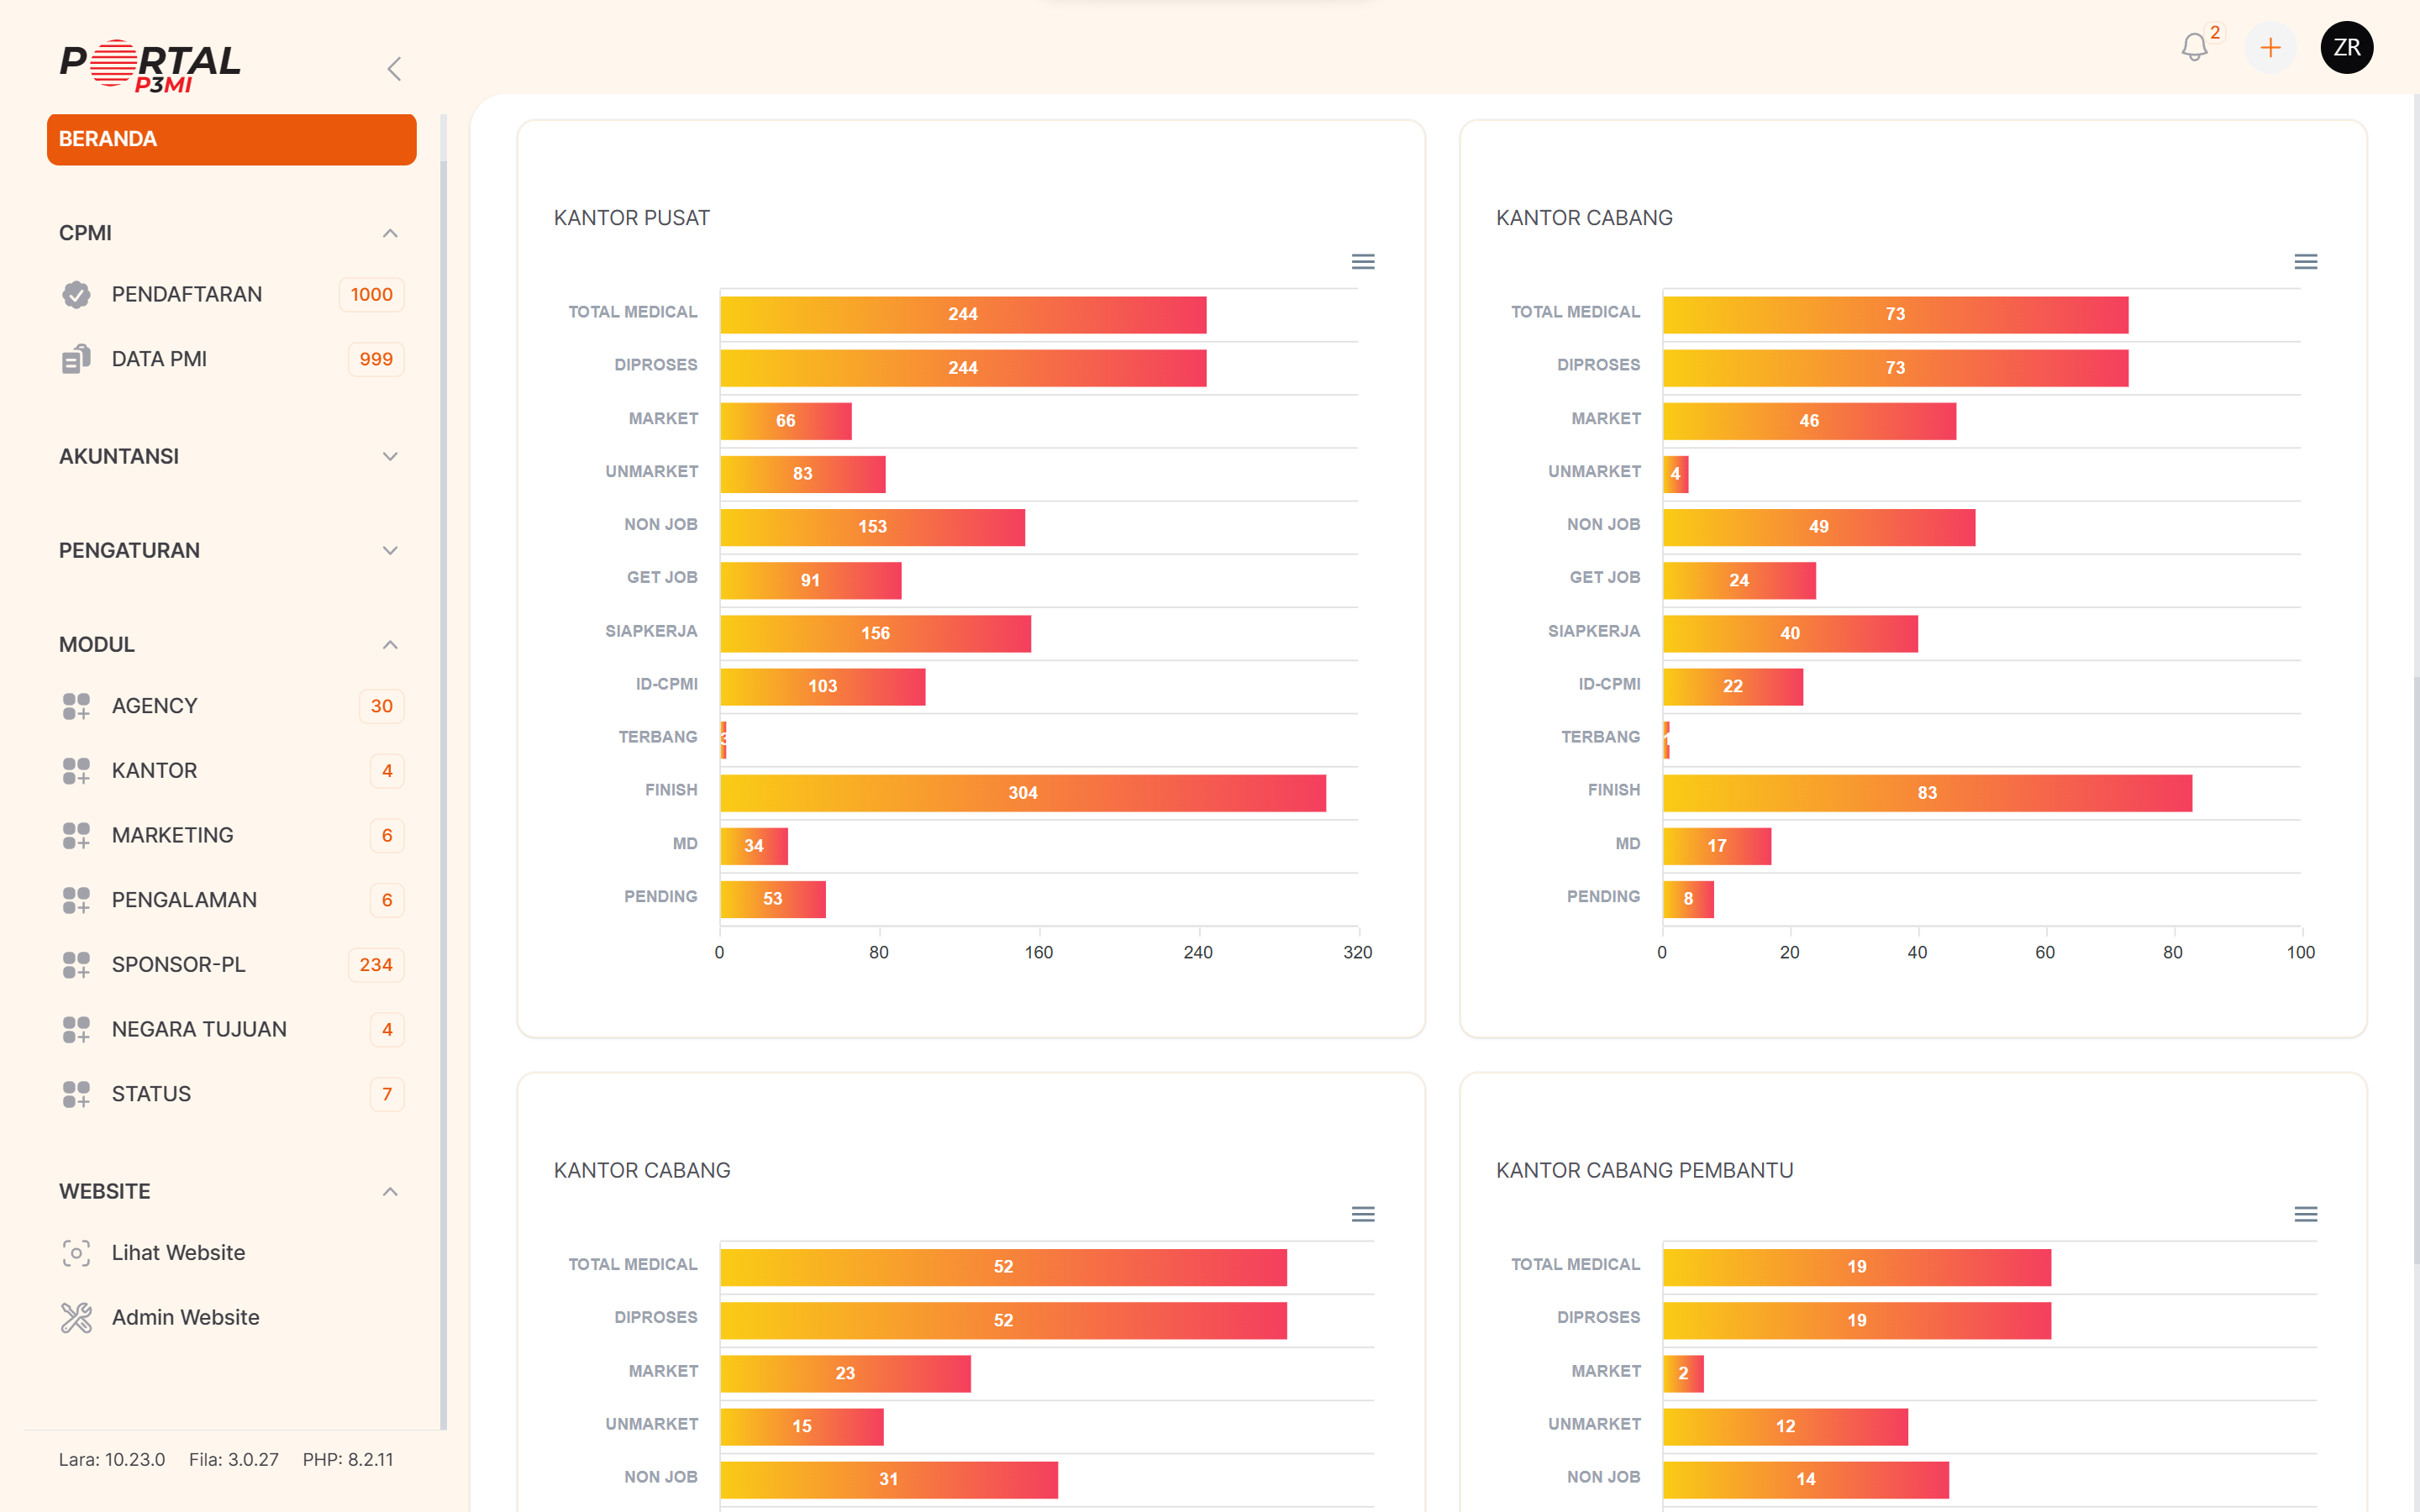 PORTAL
P3MI
2
ZR
BERANDA
CPMI
PENDAFTARAN 1000
DATA PMI 999
AKUNTANSI
PENGATURAN
MODUL
AGENCY 30
KANTOR 4
MARKETING 6
PENGALAMAN 6
SPONSOR-PL 234
NEGARA TUJUAN 4
STATUS 7
WEBSITE
Lihat Website
Admin Website
Lara: 10.23.0 Fila: 3.0.27 PHP: 8.2.11
KANTOR PUSAT
TOTAL MEDICAL 244
DIPROSES 244
MARKET 66
UNMARKET 83
NON JOB 153
GET JOB 91
SIAPKERJA 156
ID-CPMI 103
TERBANG 3
FINISH 304
MD 34
PENDING 53
0 80 160 240 320
KANTOR CABANG
TOTAL MEDICAL 73
DIPROSES 73
MARKET 46
UNMARKET 4
NON JOB 49
GET JOB 24
SIAPKERJA 40
ID-CPMI 22
TERBANG 1
FINISH 83
MD 17
PENDING 8
0 20 40 60 80 100
KANTOR CABANG
TOTAL MEDICAL 52
DIPROSES 52
MARKET 23
UNMARKET 15
NON JOB 31
KANTOR CABANG PEMBANTU
TOTAL MEDICAL 19
DIPROSES 19
MARKET 2
UNMARKET 12
NON JOB 14